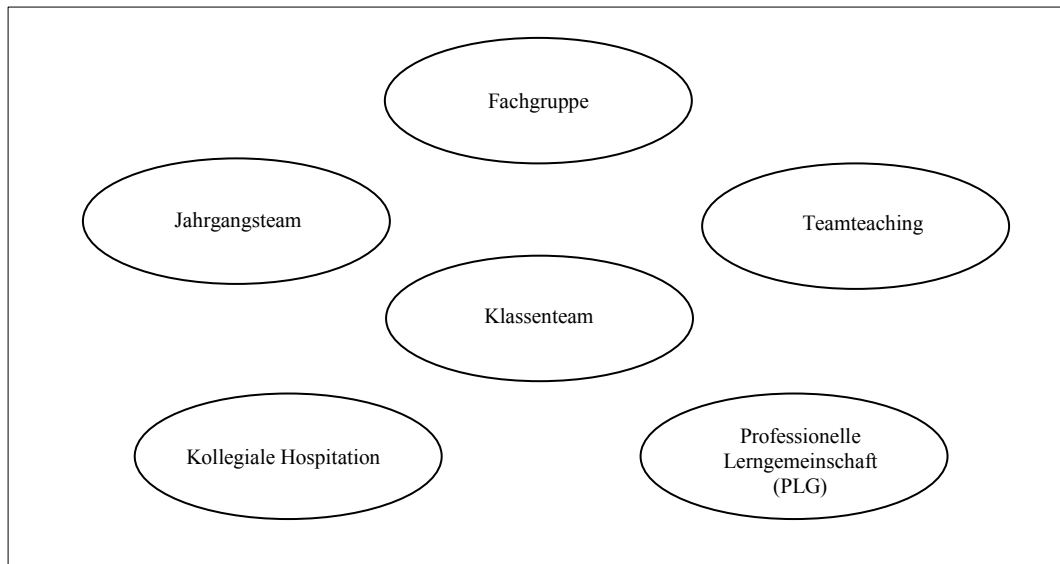 Fachgruppe
Jahrgangsteam
Teamteaching
Klassenteam
Kollegiale Hospitation
Professionelle
Lerngemeinschaft
(PLG)